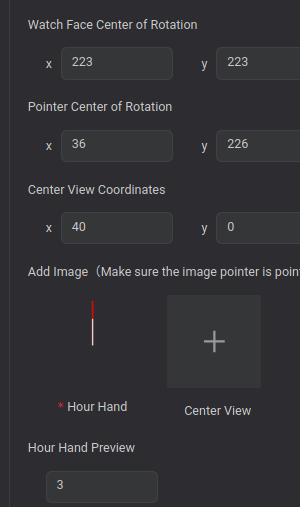 Watch Face Center of Rotation
x 223 y 223
Pointer Center of Rotation
x 36 y 226
Center View Coordinates
x 40 y 0
Add Image（Make sure the image pointer is
* Hour Hand Center View
Hour Hand Preview
3